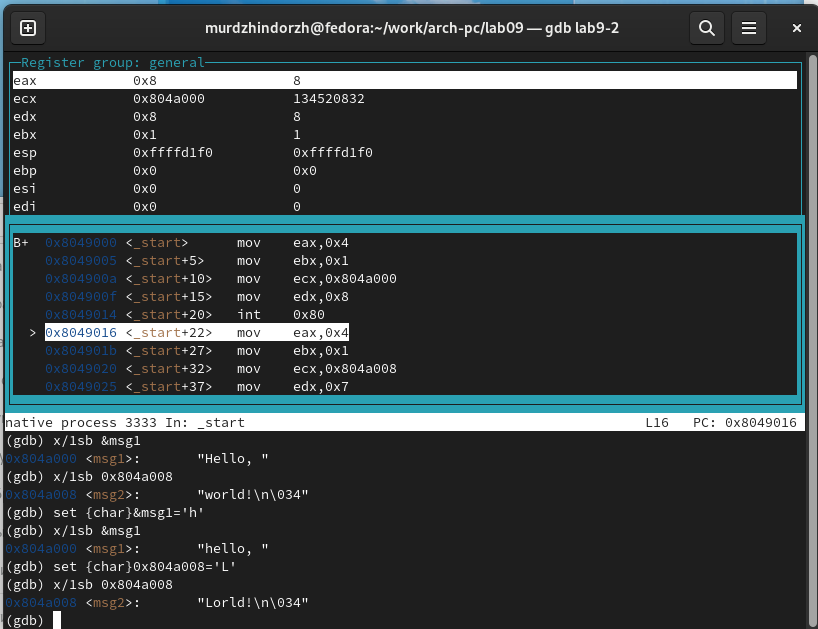 murdzhindorzh@fedora:~/work/arch-pc/lab09 — gdb lab9-2
Register group: general
eax 0x8 8
ecx 0x804a000 134520832
edx 0x8 8
ebx 0x1 1
esp 0xffffd1f0 0xffffd1f0
ebp 0x0 0x0
esi 0x0 0
edi 0x0 0
B+ 0x8049000 <_start> mov eax,0x4
0x8049005 <_start+5> mov ebx,0x1
0x804900a <_start+10> mov ecx,0x804a000
0x804900f <_start+15> mov edx,0x8
0x8049014 <_start+20> int 0x80
> 0x8049016 <_start+22> mov eax,0x4
0x804901b <_start+27> mov ebx,0x1
0x8049020 <_start+32> mov ecx,0x804a008
0x8049025 <_start+37> mov edx,0x7
native process 3333 In: _start L16 PC: 0x8049016
(gdb) x/1sb &msg1
0x804a000 <msg1>: "Hello, "
(gdb) x/1sb 0x804a008
0x804a008 <msg2>: "world!\n\034"
(gdb) set {char}&msg1='h'
(gdb) x/1sb &msg1
0x804a000 <msg1>: "hello, "
(gdb) set {char}0x804a008='L'
(gdb) x/1sb 0x804a008
0x804a008 <msg2>: "Lorld!\n\034"
(gdb)